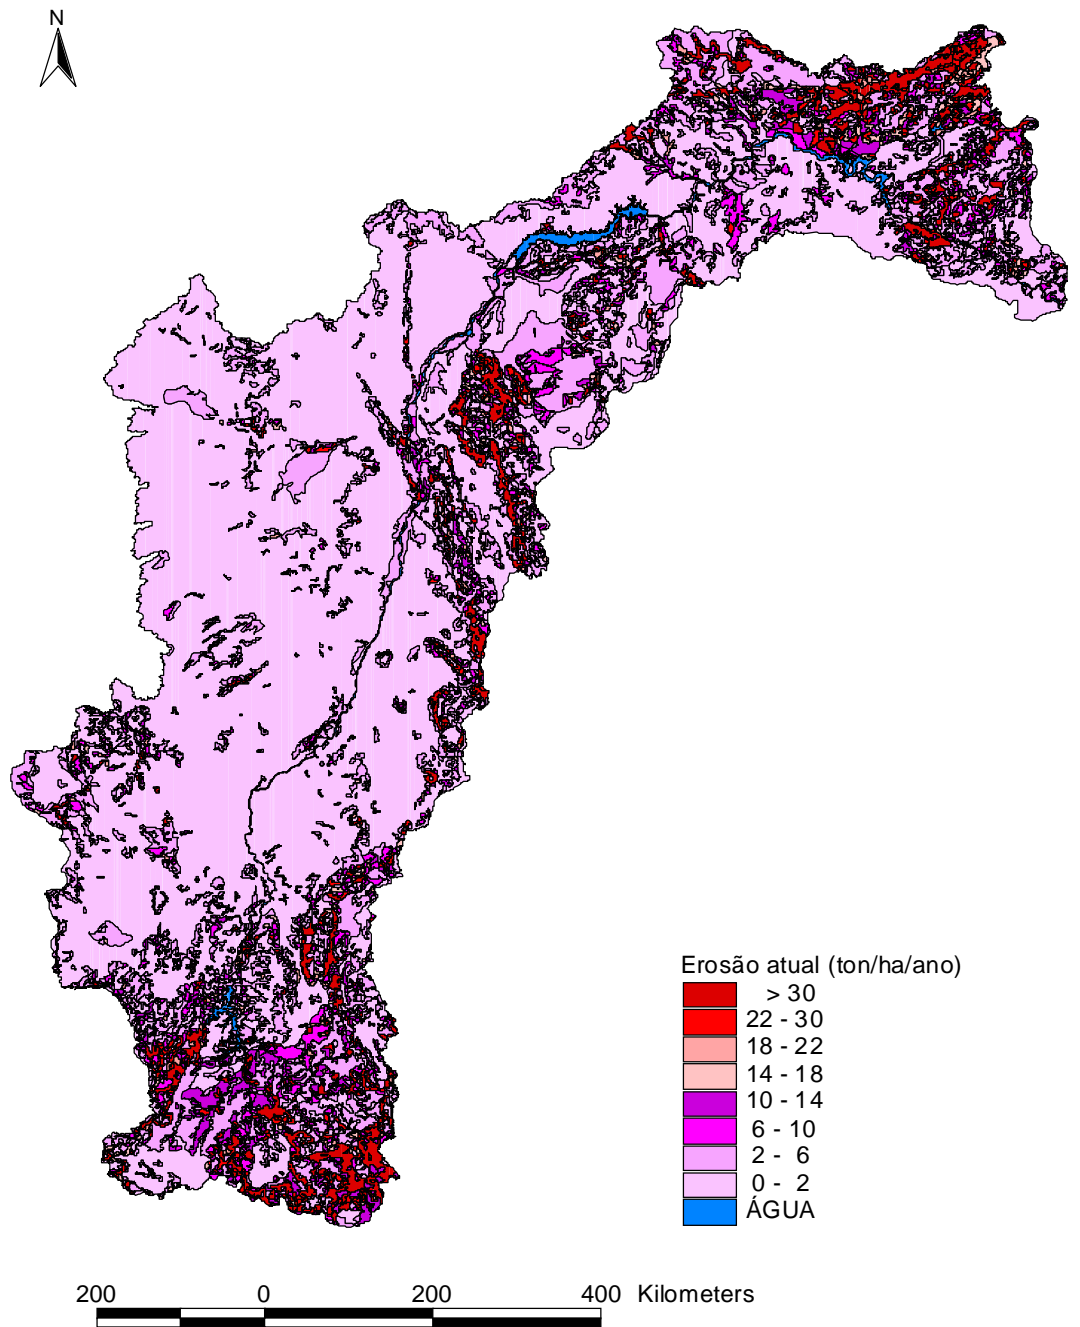 N
Erosão atual (ton/ha/ano)
> 30
22 - 30
18 - 22
14 - 18
10 - 14
6 - 10
2 - 6
0 - 2
ÁGUA
200 0 200 400 Kilometers